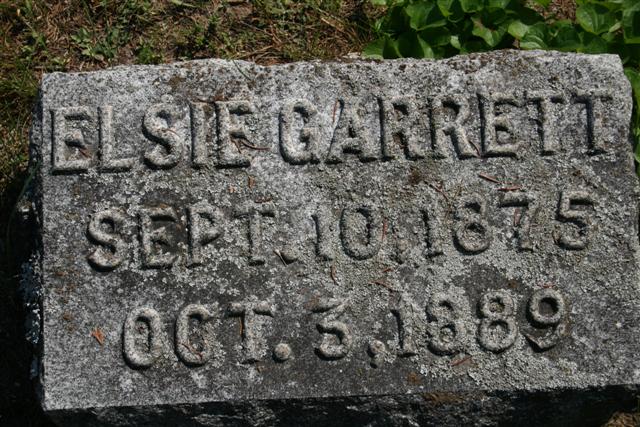 ELSIE GARRETT
SEPT. 10, 1875
OCT. 3, 1889